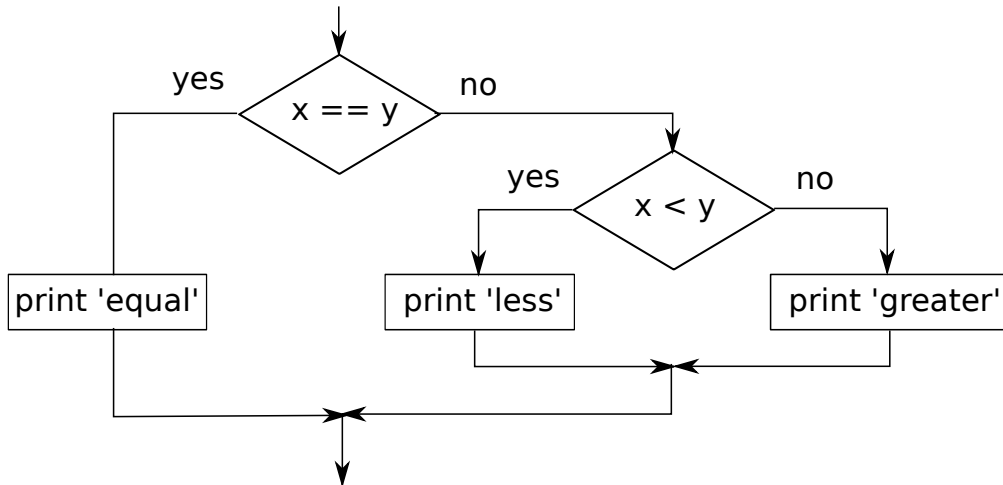 yes
no
x == y
yes
no
x < y
print 'equal'
print 'less'
print 'greater'